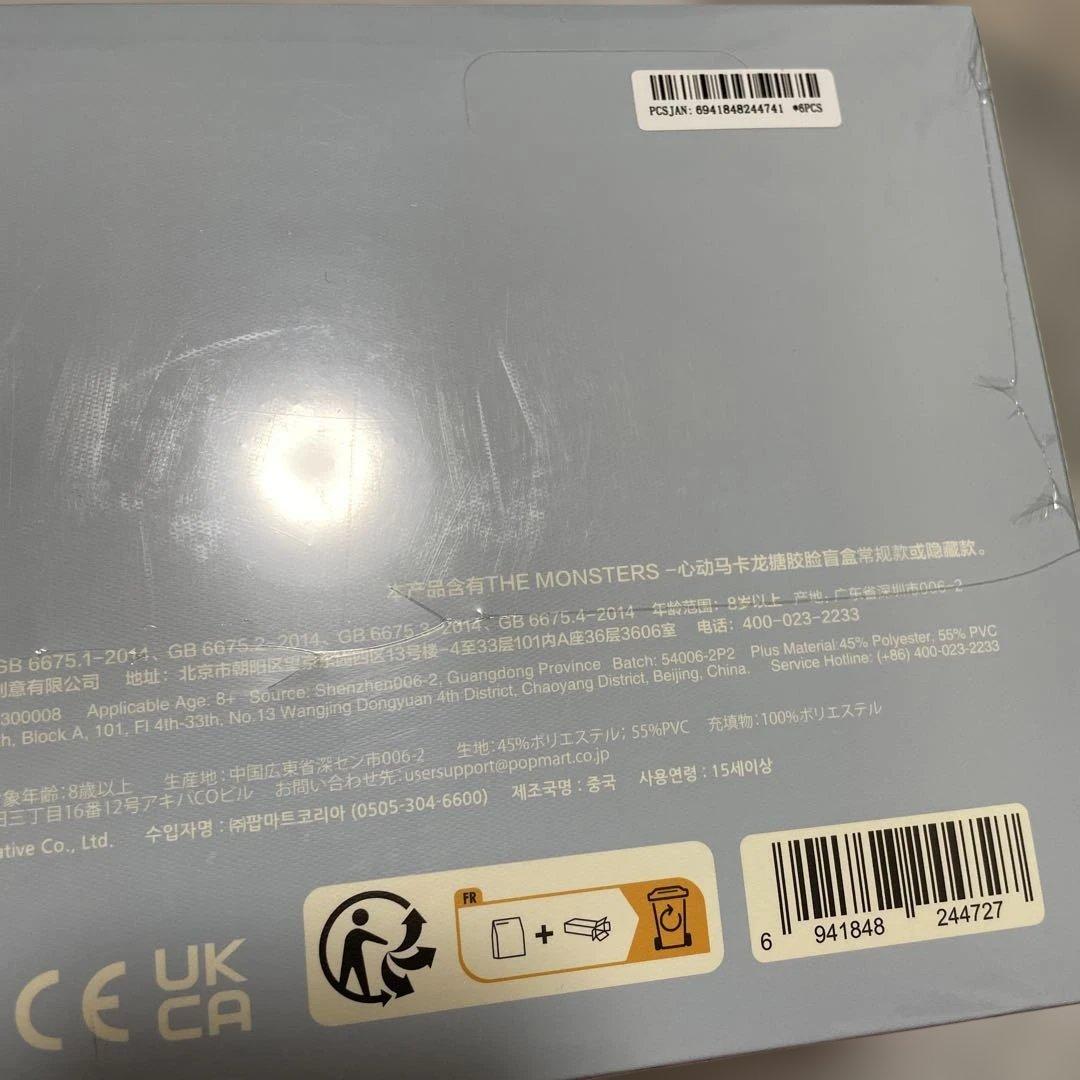 PCSJAN: 6941848244741 *6PCS
本产品含有THE MONSTERS －心动马卡龙搪胶脸盲盒常规款或隐藏款。
GB 6675.1-2014、GB 6675.2-2014、GB 6675.3-2014、GB 6675.4-2014 年龄范围：8岁以上 产地：广东省深圳市006-2
创意有限公司 地址：北京市朝阳区望京东园四区13号楼-4至33层101内A座36层3606室 电话：400-023-2233
300008 Applicable Age: 8+ Source: Shenzhen006-2, Guangdong Province Batch: 54006-2P2 Plus Material:45% Polyester, 55% PVC
th, Block A, 101, Fl 4th-33th, No.13 Wangjing Dongyuan 4th District, Chaoyang District, Beijing, China. Service Hotline: (+86) 400-023-2233
象年齢：8歳以上 生産地：中国広東省深セン市006-2 生地：45%ポリエステル；55%PVC 充填物：100%ポリエステル
田三丁目16番12号アキバCOビル お問い合わせ先：usersupport@popmart.co.jp
ative Co., Ltd. 수입자명 : ㈜팝마트코리아 (0505-304-6600) 제조국명 : 중국 사용연령 : 15세이상
CE UK CA
FR +
6 941848 244727